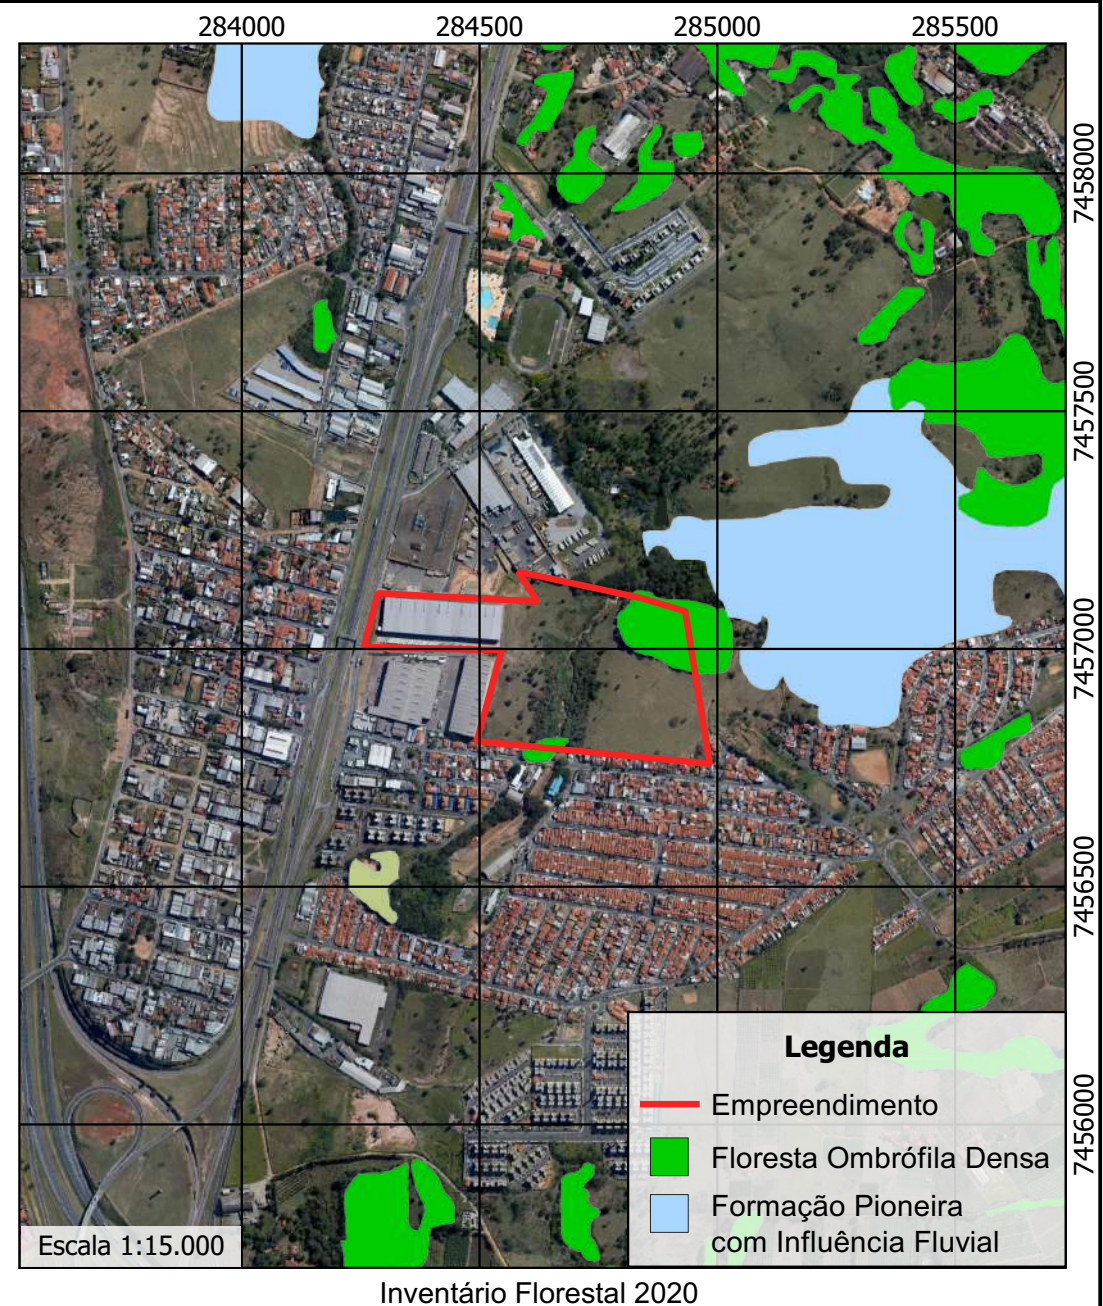 284000 284500 285000 285500
7458000
7457500
7457000
7456500
7456000
Legenda
Empreendimento
Floresta Ombrófila Densa
Formação Pioneira
com Influência Fluvial
Escala 1:15.000
Inventário Florestal 2020